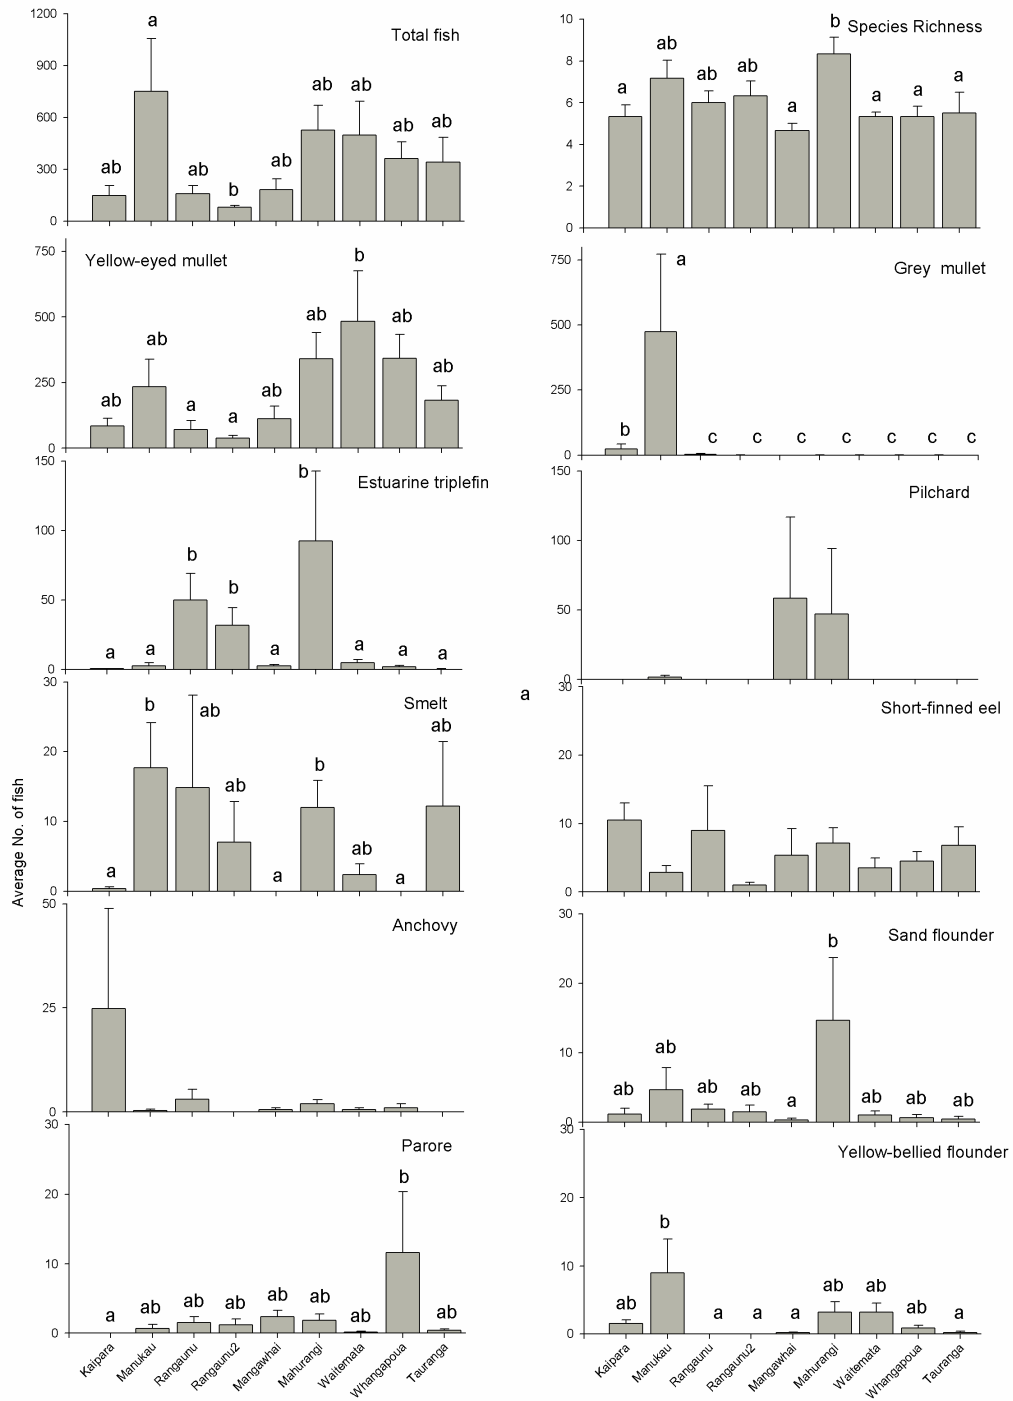 Total fish
1200
900
600
300
0
ab
a
ab
b
ab
ab
ab
ab
ab
Species Richness
10
8
6
4
2
0
a
ab
ab
ab
a
b
a
a
a
Yellow-eyed mullet
750
500
250
0
ab
ab
a
a
ab
ab
b
ab
ab
Grey mullet
750
500
250
0
b
a
c
c
c
c
c
c
c
Estuarine triplefin
150
100
50
0
a
a
b
b
a
b
a
a
a
Pilchard
150
100
50
0
Average No. of fish
Smelt
30
20
10
0
a
b
ab
ab
a
b
ab
a
ab
a
Short-finned eel
30
20
10
0
Anchovy
50
25
0
Sand flounder
30
20
10
0
ab
ab
ab
ab
a
b
ab
ab
ab
Parore
30
20
10
0
a
ab
ab
ab
ab
ab
ab
b
ab
Kaipara
Manukau
Rangaunu
Rangaunu2
Mangawhai
Mahurangi
Waitemata
Whangapoua
Tauranga
Yellow-bellied flounder
30
20
10
0
ab
b
a
a
a
ab
ab
ab
a
Kaipara
Manukau
Rangaunu
Rangaunu2
Mangawhai
Mahurangi
Waitemata
Whangapoua
Tauranga